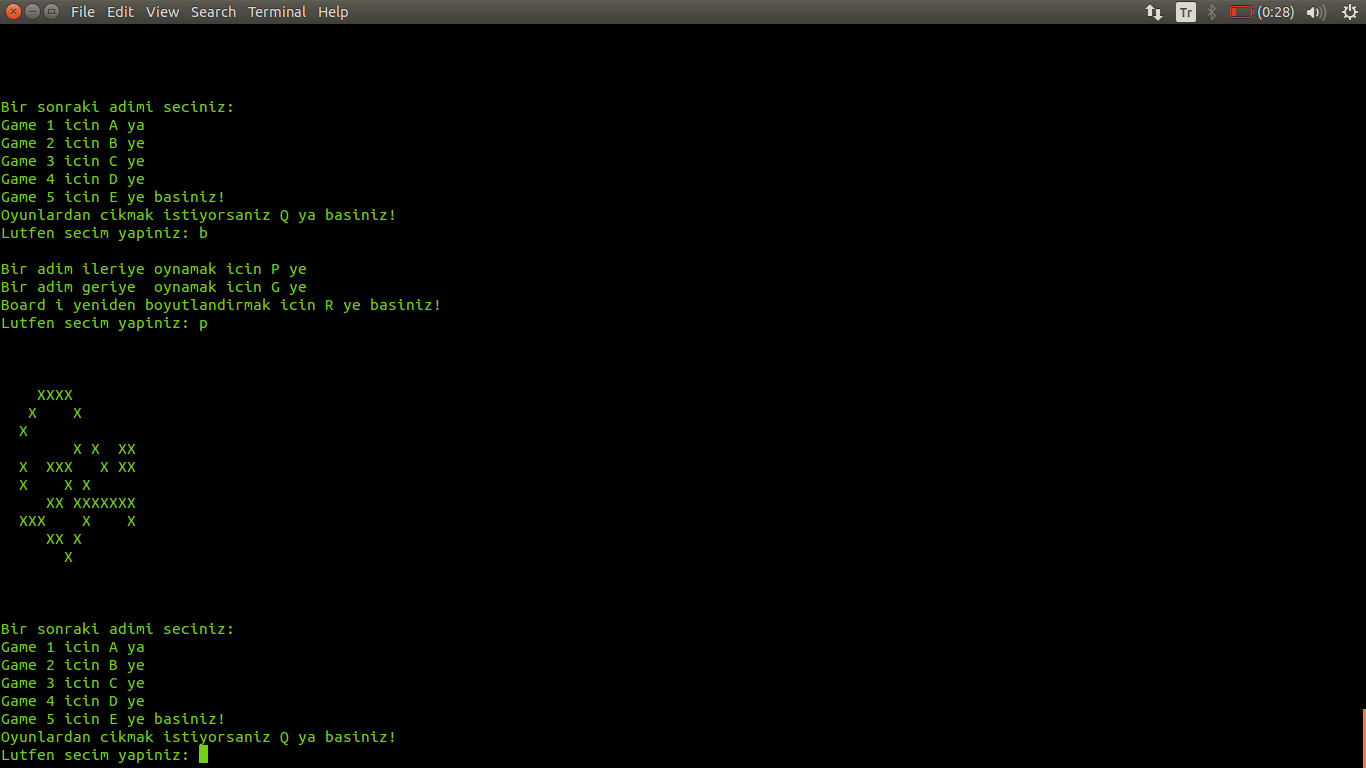 File Edit View Search Terminal Help Tr (0:28)
Bir sonraki adimi seciniz:
Game 1 icin A ya
Game 2 icin B ye
Game 3 icin C ye
Game 4 icin D ye
Game 5 icin E ye basiniz!
Oyunlardan cikmak istiyorsaniz Q ya basiniz!
Lutfen secim yapiniz: b

Bir adim ileriye oynamak icin P ye
Bir adim geriye  oynamak icin G ye
Board i yeniden boyutlandirmak icin R ye basiniz!
Lutfen secim yapiniz: p

    XXXX
   X    X
  X
        X X  XX
  X  XXX   X XX
  X    X X
     XX XXXXXXX
  XXX    X    X
     XX X
       X

Bir sonraki adimi seciniz:
Game 1 icin A ya
Game 2 icin B ye
Game 3 icin C ye
Game 4 icin D ye
Game 5 icin E ye basiniz!
Oyunlardan cikmak istiyorsaniz Q ya basiniz!
Lutfen secim yapiniz: